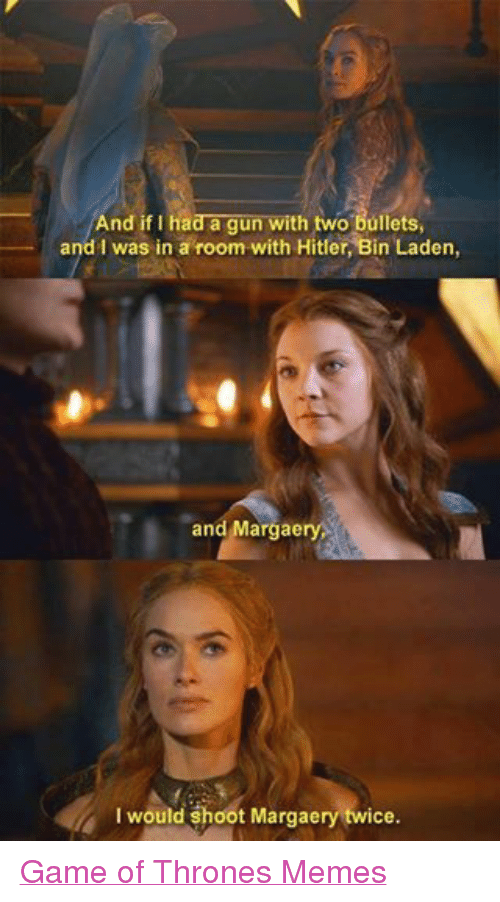 And if I had a gun with two bullets,
and I was in a room with Hitler, Bin Laden,
and Margaery,
I would shoot Margaery twice.
Game of Thrones Memes